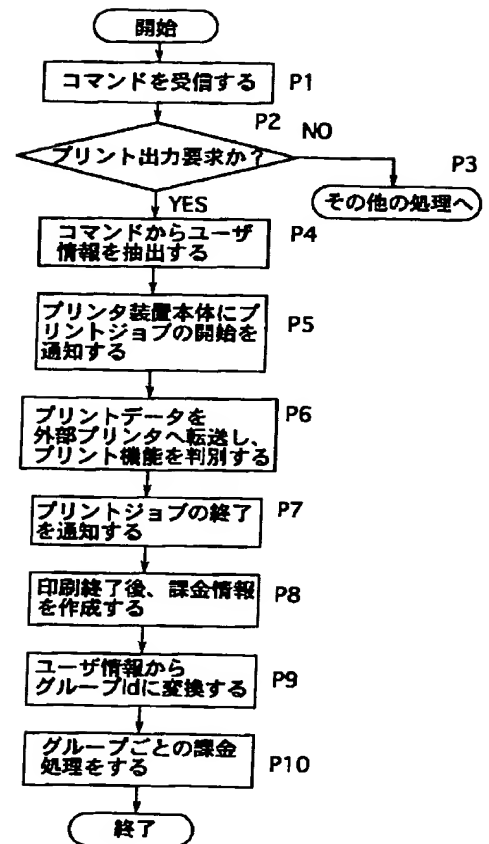 開始
コマンドを受信する P1
P2
プリント出力要求か？ NO
P3
その他の処理へ
YES
コマンドからユーザ
情報を抽出する
P4
プリンタ装置本体にプ
リントジョブの開始を
通知する
P5
プリントデータを
外部プリンタへ転送し、
プリント機能を判別する
P6
プリントジョブの終了
を通知する
P7
印刷終了後、課金情報
を作成する
P8
ユーザ情報から
グループIdに変換する
P9
グループごとの課金
処理をする
P10
終了